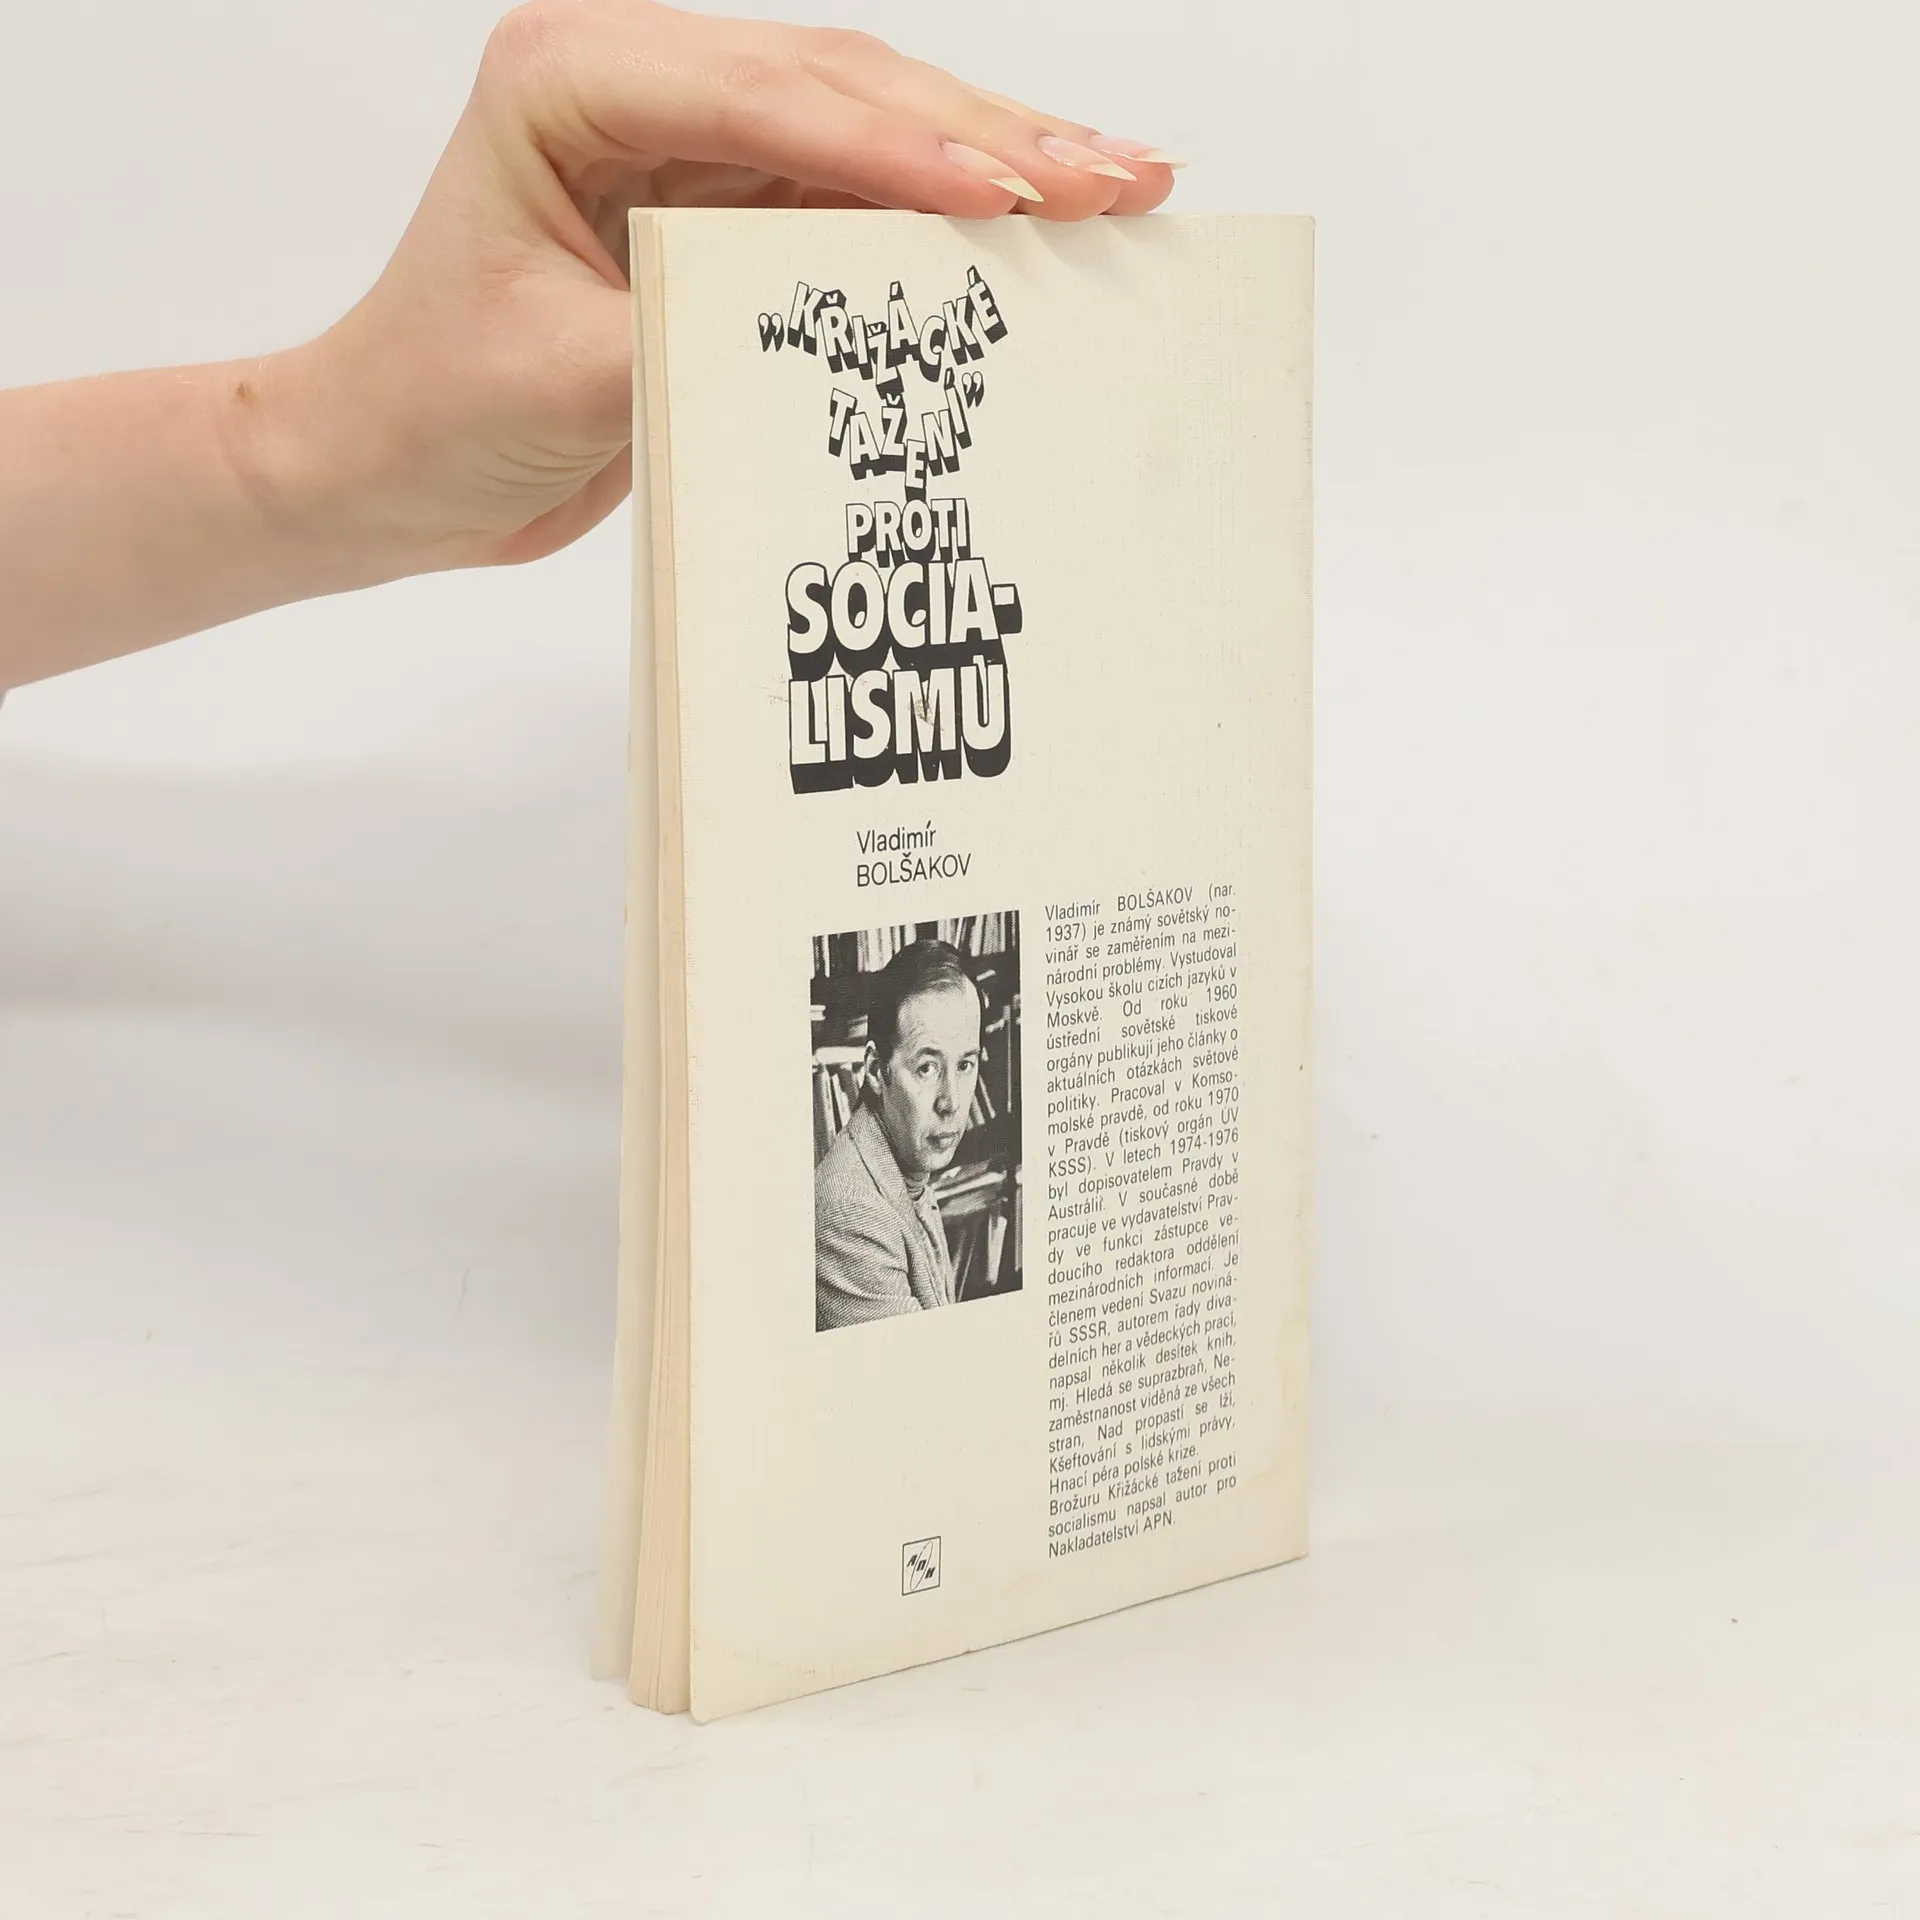 „KŘIŽÁCKÉ
TAŽENÍ”
PROTI
SOCIA-
LISMU
Vladimír
BOLŠAKOV
Vladimír BOLŠAKOV (nar.
1937) je známý sovětský no-
vinář se zaměřením na mezi-
národní problémy. Vystudoval
Vysokou školu cizích jazyků v
Moskvě. Od roku 1960
ústřední sovětské tiskové
orgány publikují jeho články o
aktuálních otázkách světové
politiky. Pracoval v Komso-
molské pravdě, od roku 1970
v Pravdě (tiskový orgán ÚV
KSSS). V letech 1974-1976
byl dopisovatelem Pravdy v
Austrálii. V současné době
pracuje ve vydavatelství Prav-
dy ve funkci zástupce ve-
doucího redaktora oddělení
mezinárodních informací. Je
členem vedení Svazu noviná-
řů SSSR, autorem řady diva-
delních her a vědeckých prací,
napsal několik desítek knih,
mj. Hledá se suprazbraň, Ne-
zaměstnanost viděná ze všech
stran, Nad propastí se lží,
Kšeftování s lidskými právy,
Hnací péra polské krize.
Brožuru Křižácké tažení proti
socialismu napsal autor pro
Nakladatelství APN.
АПН